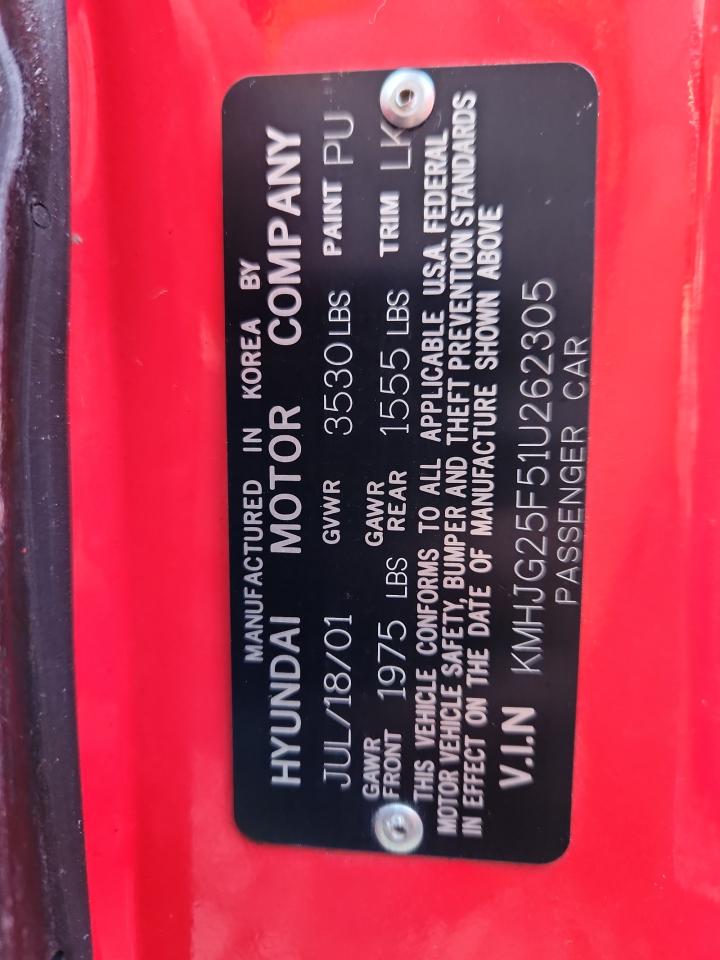 MANUFACTURED IN KOREA BY
HYUNDAI MOTOR COMPANY
JUL/18/01 GVWR 3530 LBS PAINT PU
GAWR FRONT 1975 LBS GAWR REAR 1555 LBS TRIM LK
THIS VEHICLE CONFORMS TO ALL APPLICABLE U.S.A. FEDERAL
MOTOR VEHICLE SAFETY, BUMPER AND THEFT PREVENTION STANDARDS
IN EFFECT ON THE DATE OF MANUFACTURE SHOWN ABOVE
V.I.N KMHJG25F51U262305
PASSENGER CAR